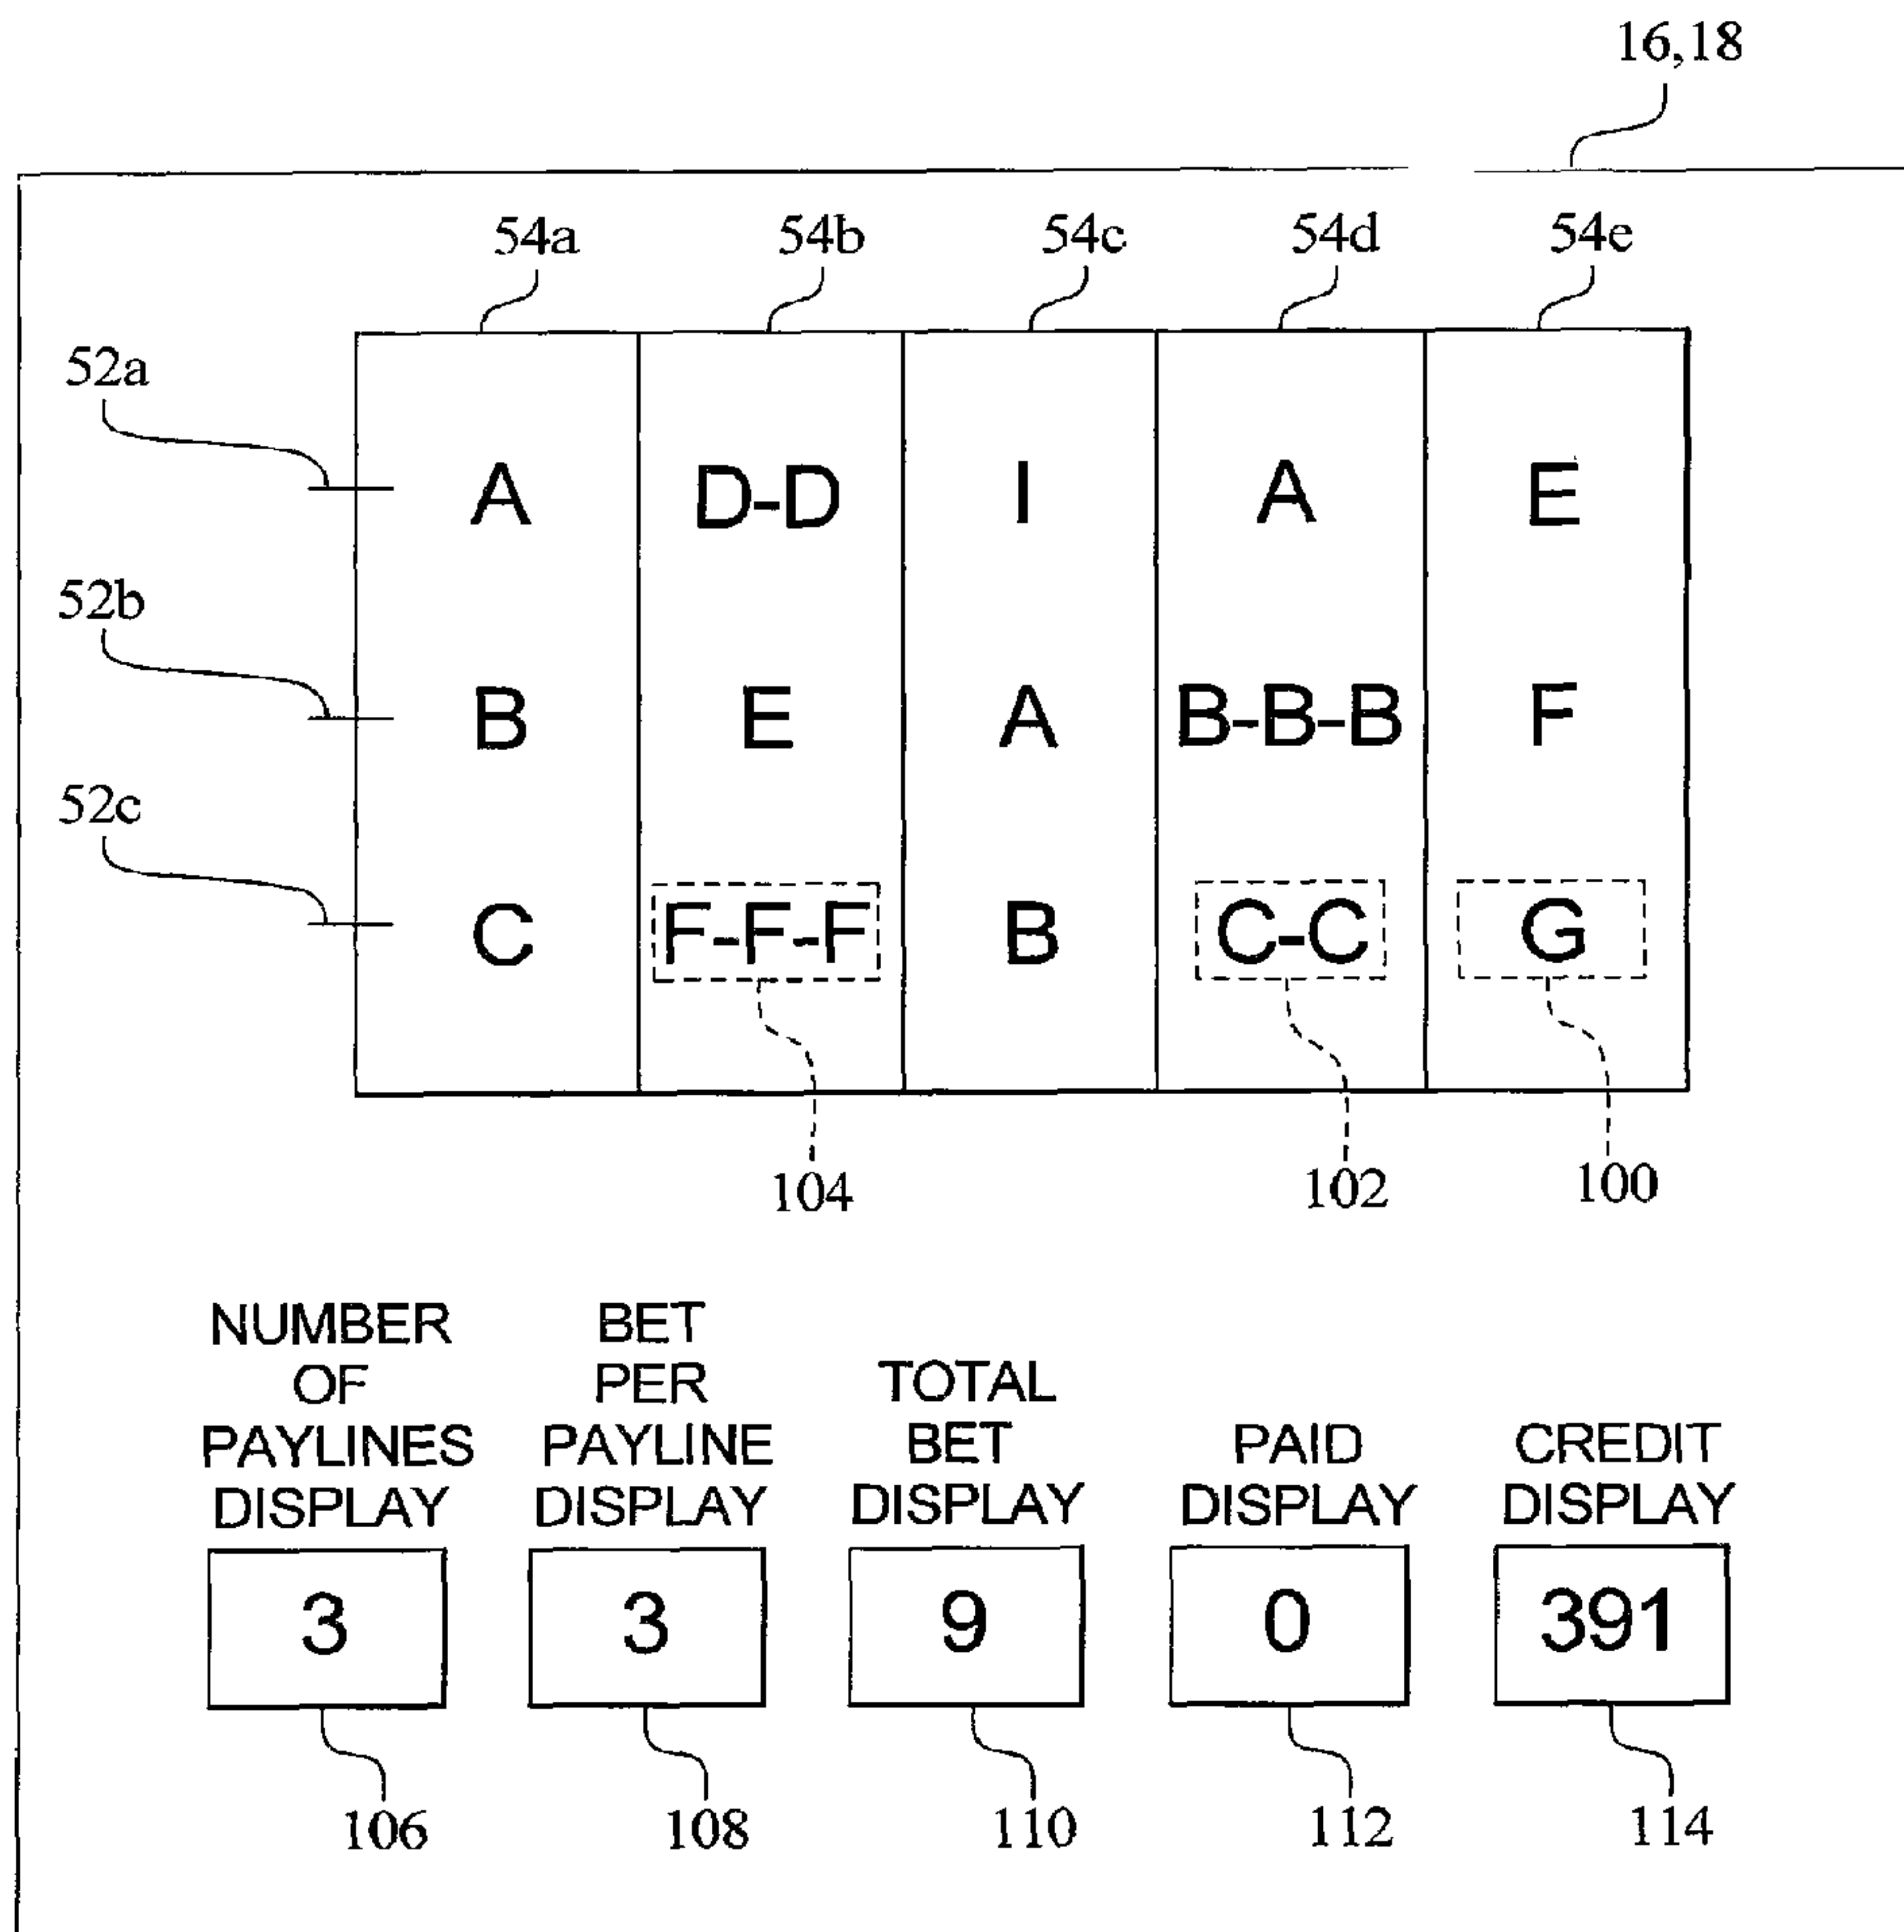 16,18
54a 54b 54c 54d 54e
52a
A D-D I A E
52b
B E A B-B-B F
52c
C F-F-F B C-C G
104 102 100
NUMBER BET
OF PER TOTAL
PAYLINES PAYLINE BET PAID CREDIT
DISPLAY DISPLAY DISPLAY DISPLAY DISPLAY
3 3 9 0 391
106 108 110 112 114